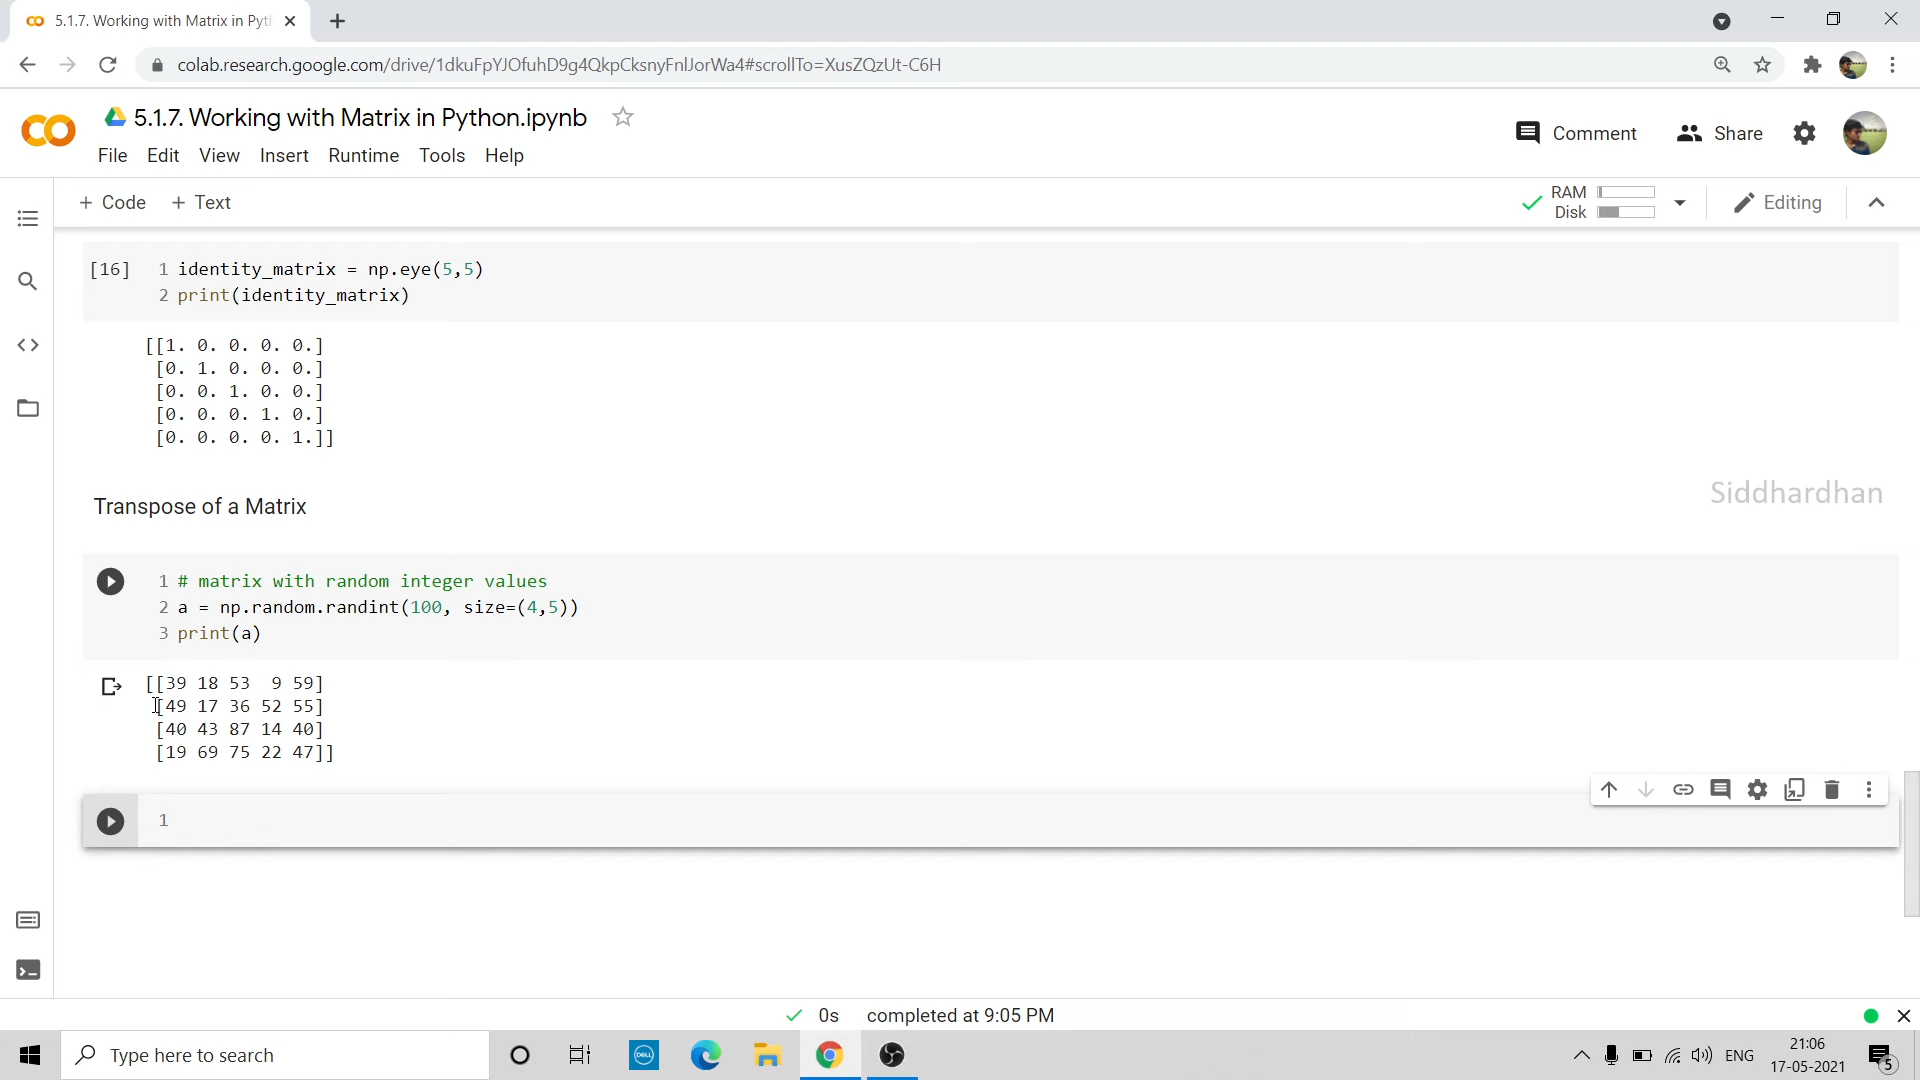 5.1.7. Working with Matrix in Pyth
colab.research.google.com/drive/1dkuFpYJOfuhD9g4QkpCksnyFnlJorWa4#scrollTo=XusZQzUt-C6H
5.1.7. Working with Matrix in Python.ipynb
Comment
Share
File Edit View Insert Runtime Tools Help
+ Code + Text
RAM
Disk
Editing
[16] 1 identity_matrix = np.eye(5,5)
2 print(identity_matrix)
[[1. 0. 0. 0. 0.]
[0. 1. 0. 0. 0.]
[0. 0. 1. 0. 0.]
[0. 0. 0. 1. 0.]
[0. 0. 0. 0. 1.]]
Transpose of a Matrix
Siddhardhan
1 # matrix with random integer values
2 a = np.random.randint(100, size=(4,5))
3 print(a)
[[39 18 53 9 59]
[49 17 36 52 55]
[40 43 87 14 40]
[19 69 75 22 47]]
1
0s completed at 9:05 PM
Type here to search
DELL
ENG
21:06
17-05-2021
5